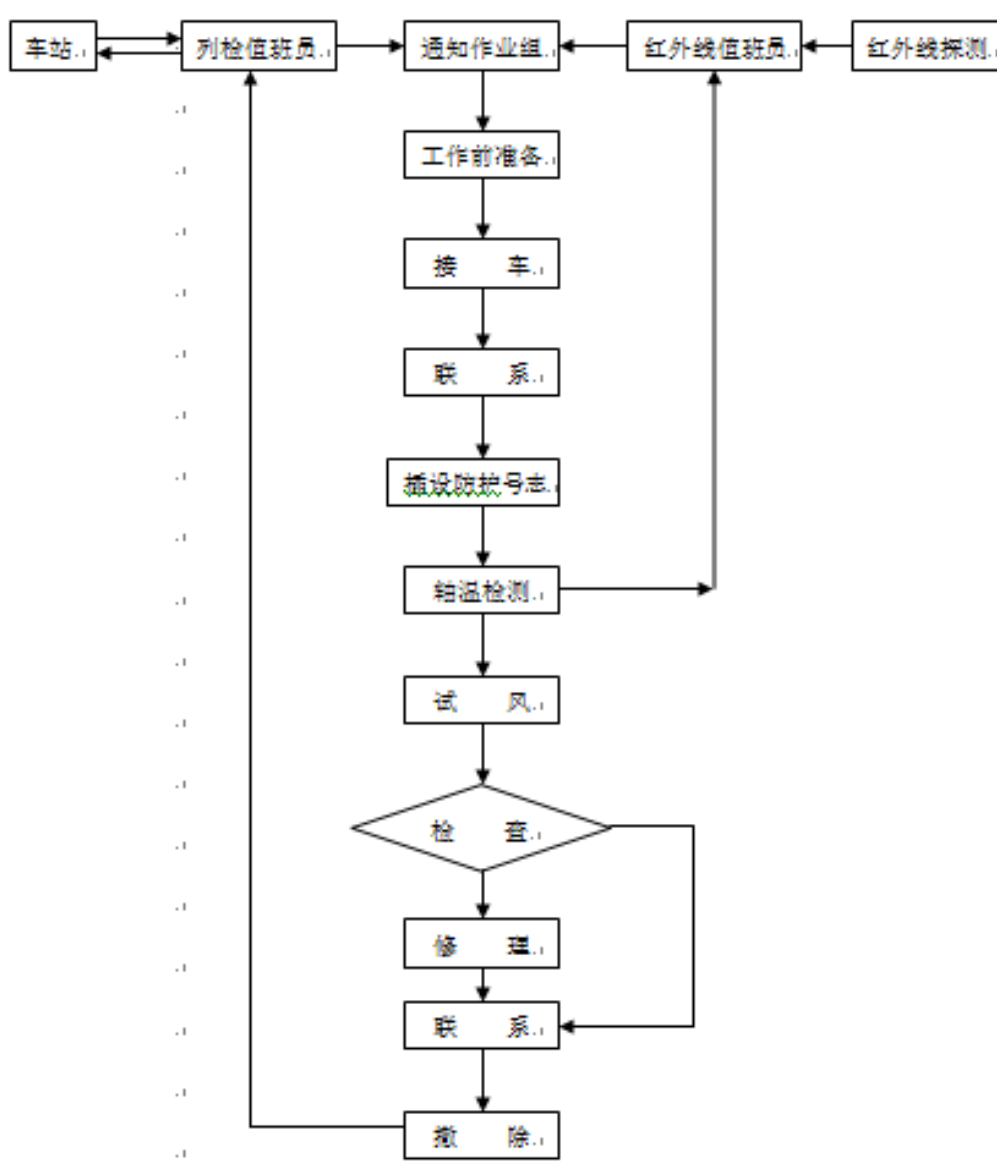 车站 列检值班员 通知作业组 红外线值班员 红外线探测
工作前准备
接 车
联 系
插设防护号志
轴温检测
试 风
检 查
修 理
联 系
撤 除